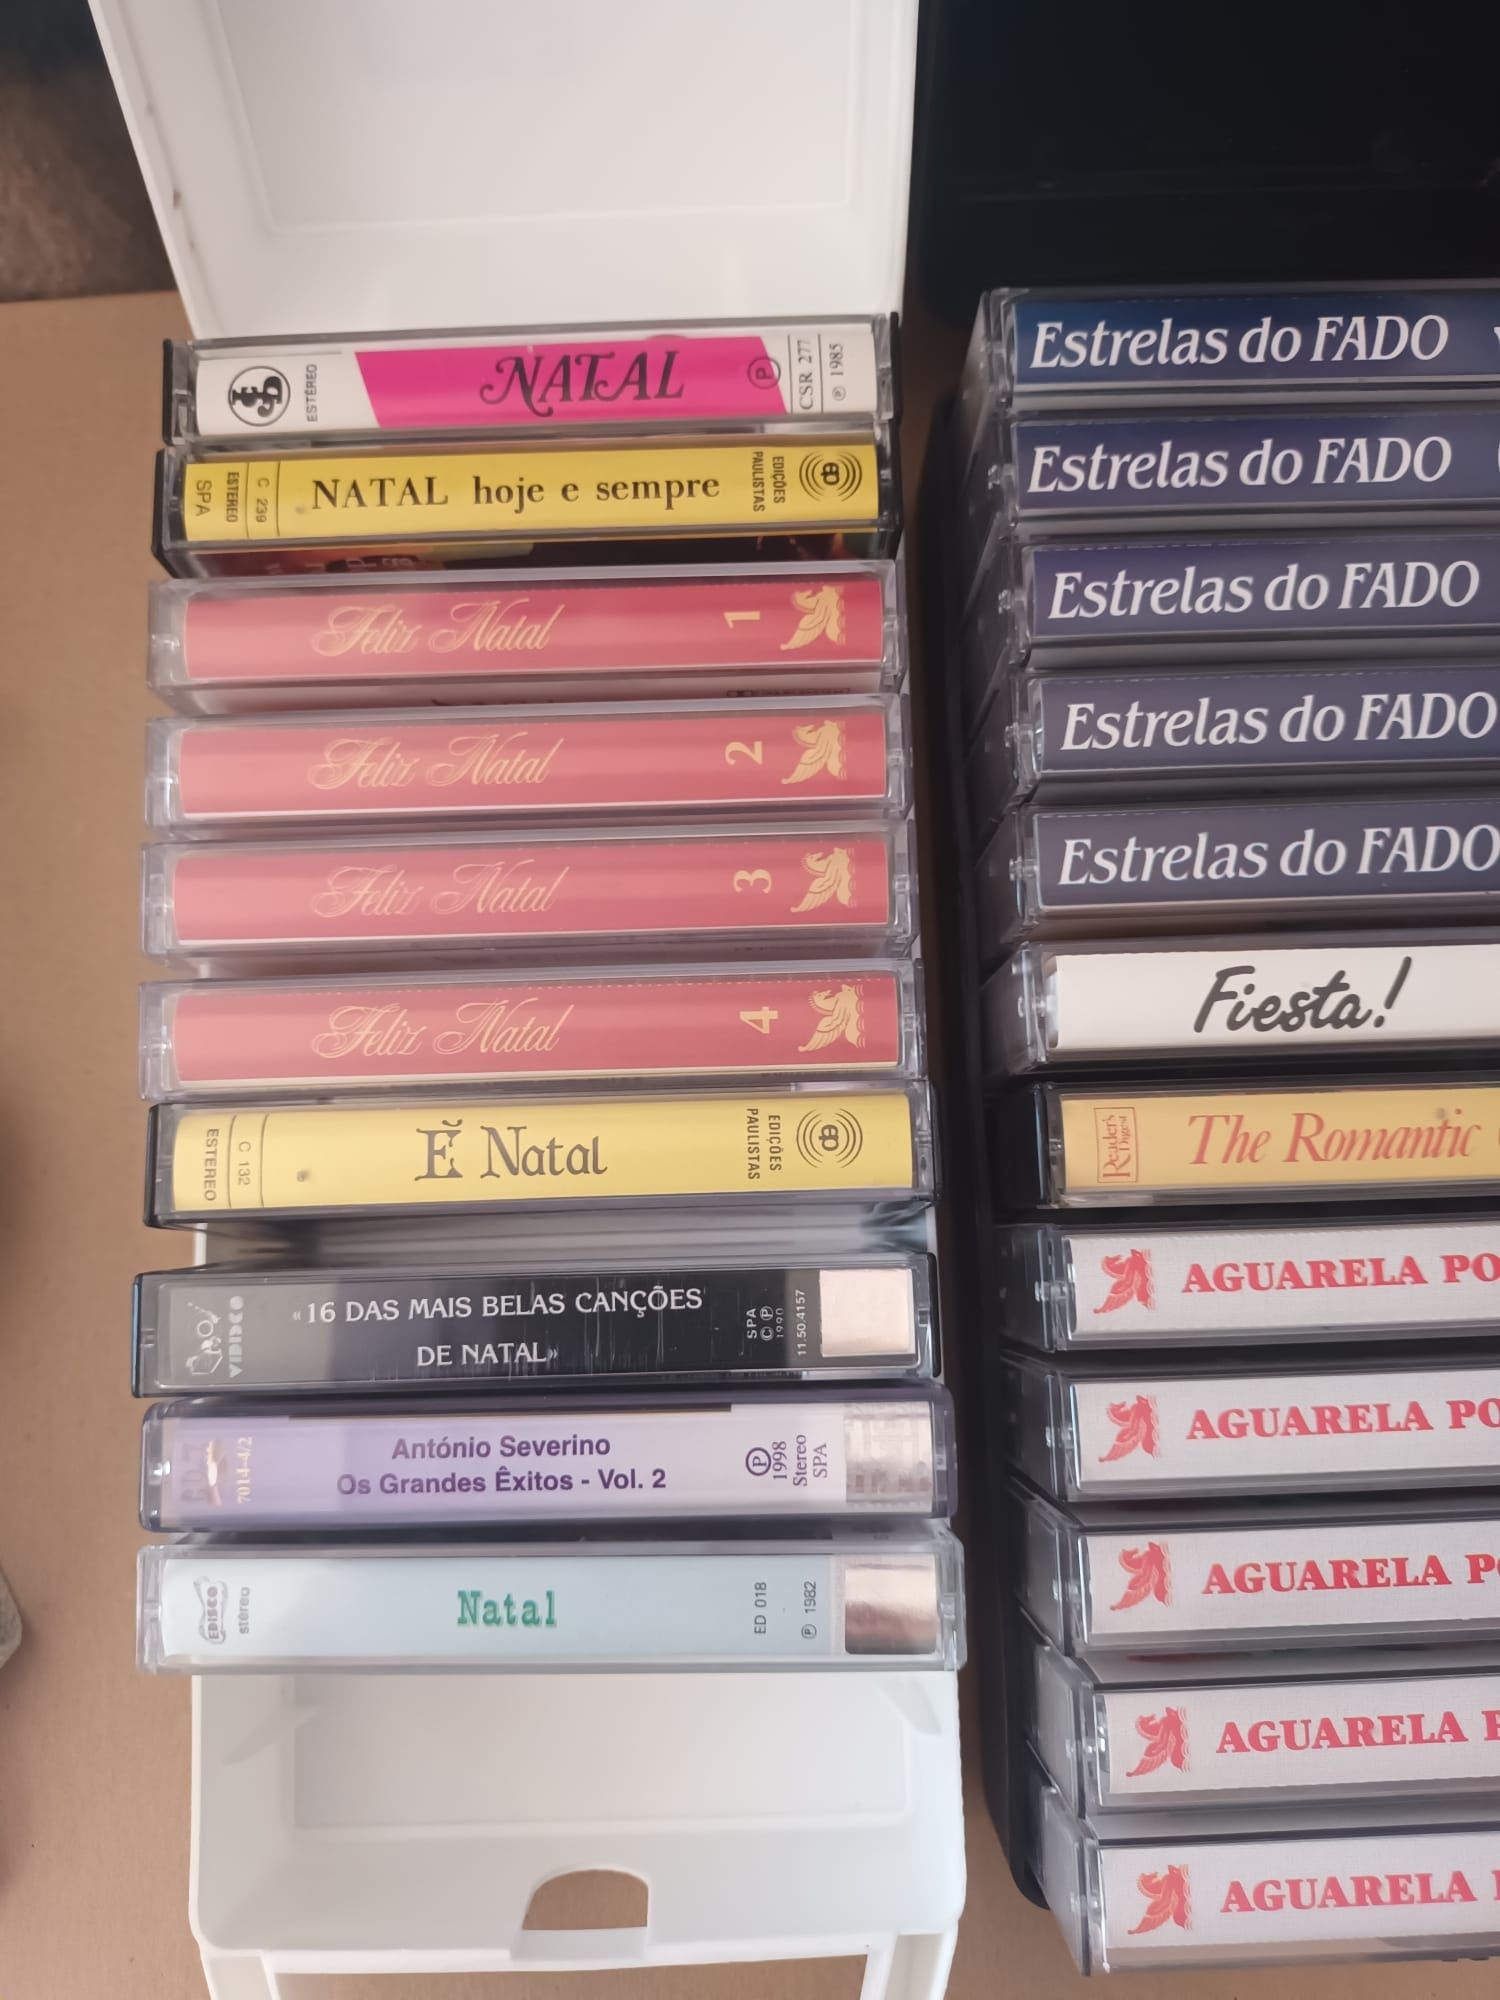 ESTÉREO
NATAL
P
CSR 277
℗ 1985
SPA
ESTEREO
C 239
NATAL hoje e sempre
EDIÇÕES
PAULISTAS
Feliz Natal 1
Feliz Natal 2
Feliz Natal 3
Feliz Natal 4
ESTEREO
C 132
É Natal
EDIÇÕES
PAULISTAS
VIDISCO
«16 DAS MAIS BELAS CANÇÕES
DE NATAL»
SPA
© ℗
1990
11.50.4157
7014-4/2
António Severino
Os Grandes Êxitos - Vol. 2
℗
1998
Stereo
SPA
EDISCO
stéreo
Natal
ED 018
℗ 1982
Estrelas do FADO
Estrelas do FADO
Estrelas do FADO
Estrelas do FADO
Estrelas do FADO
Fiesta!
Reader's
Digest
The Romantic
AGUARELA PO
AGUARELA PO
AGUARELA P
AGUARELA
AGUARELA